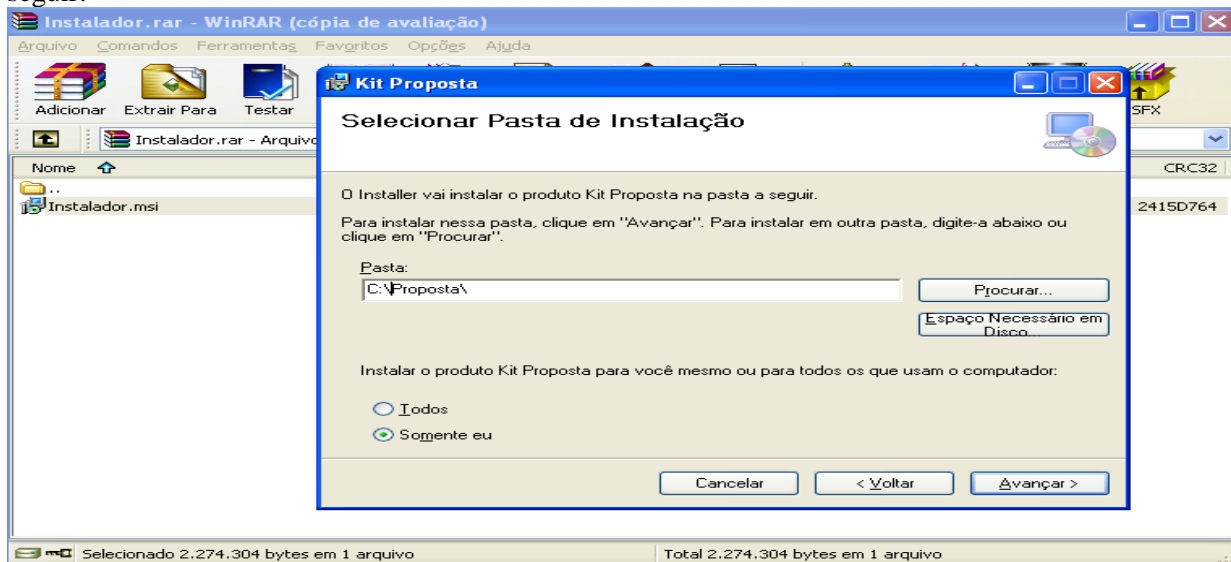 Instalador.rar - WinRAR (cópia de avaliação)
Arquivo Comandos Ferramentas Favoritos Opções Ajuda
Adicionar Extrair Para Testar
SFX
Instalador.rar - Arquivo
Nome CRC32
..
Instalador.msi 2415D764
Kit Proposta
Selecionar Pasta de Instalação
O Installer vai instalar o produto Kit Proposta na pasta a seguir.
Para instalar nessa pasta, clique em "Avançar". Para instalar em outra pasta, digite-a abaixo ou
clique em "Procurar".
Pasta:
C:\Proposta\
Procurar...
Espaço Necessário em
Disco...
Instalar o produto Kit Proposta para você mesmo ou para todos os que usam o computador:
Todos
Somente eu
Cancelar < Voltar Avançar >
Selecionado 2.274.304 bytes em 1 arquivo Total 2.274.304 bytes em 1 arquivo